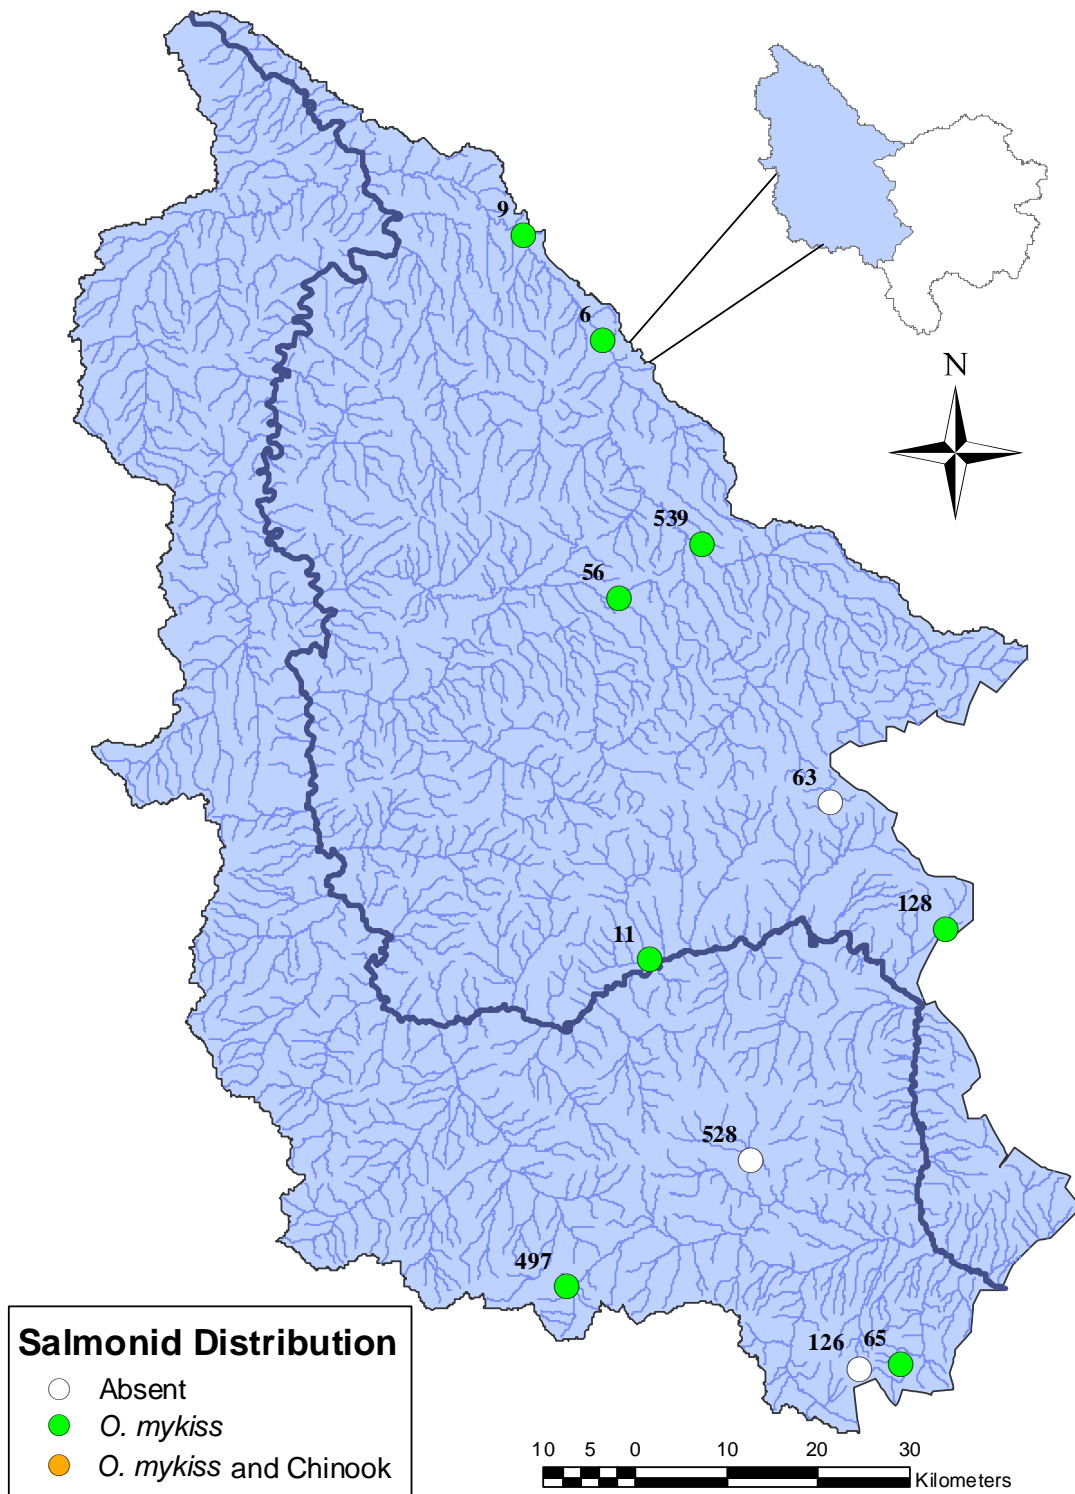 9
6
N
539
56
63
128
11
528
497
126
65
Salmonid Distribution
Absent
O. mykiss
O. mykiss and Chinook
10 5 0 10 20 30
Kilometers